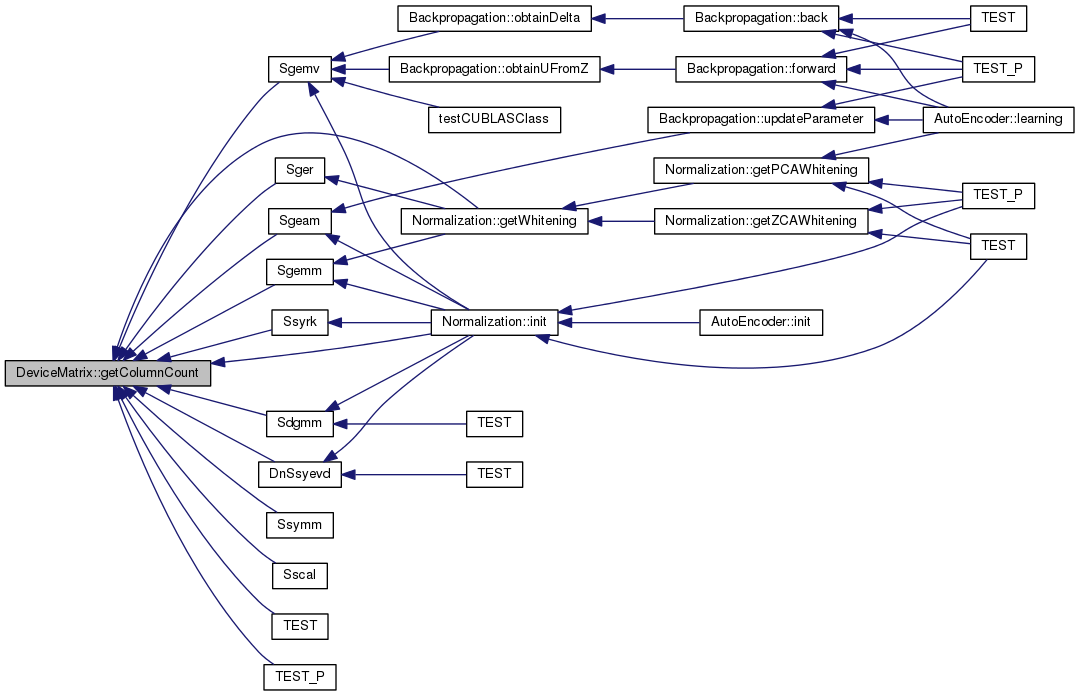 Backpropagation::obtainDelta
Backpropagation::back
TEST
Sgemv
Backpropagation::obtainUFromZ
Backpropagation::forward
TEST_P
testCUBLASClass
Backpropagation::updateParameter
AutoEncoder::learning
Sger
Normalization::getPCAWhitening
TEST_P
Sgeam
Normalization::getWhitening
Normalization::getZCAWhitening
TEST
Sgemm
Ssyrk
Normalization::init
AutoEncoder::init
DeviceMatrix::getColumnCount
Sdgmm
TEST
DnSsyevd
TEST
Ssymm
Sscal
TEST
TEST_P